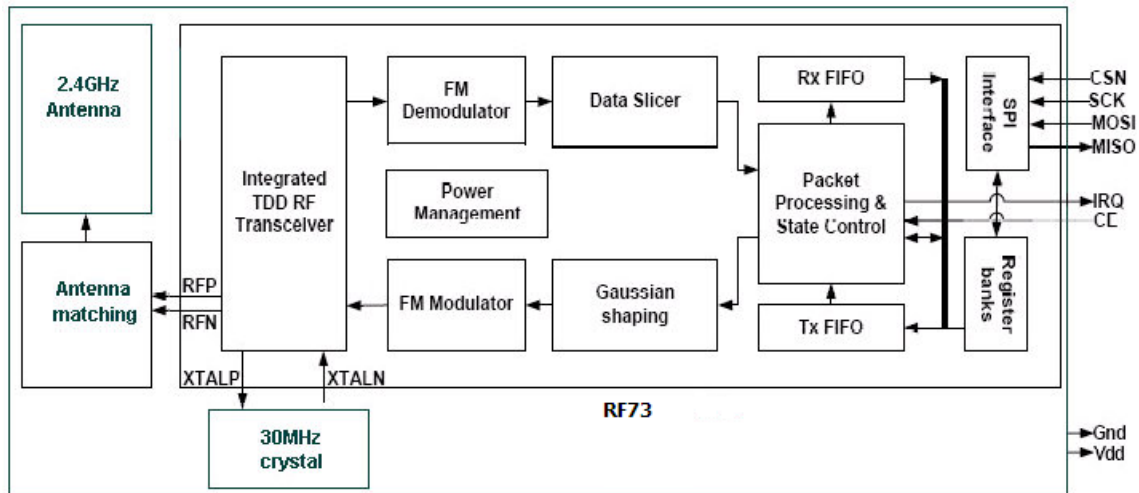 2.4GHz
Antenna
Antenna
matching
RFP
RFN
Integrated
TDD RF
Transceiver
XTALP
XTALN
30MHz
crystal
FM
Demodulator
Data Slicer
Power
Management
FM Modulator
Gaussian
shaping
Rx FIFO
Packet
Processing &
State Control
Tx FIFO
SPI
Interface
Register
banks
CSN
SCK
MOSI
MISO
IRQ
CE
RF73
Gnd
Vdd